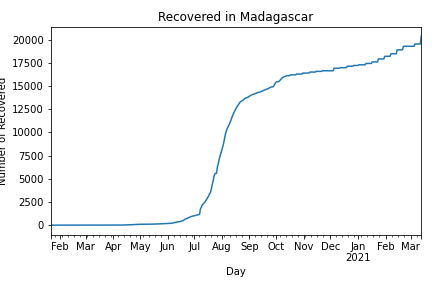 Recovered in Madagascar
Number of Recovered
20000
17500
15000
12500
10000
7500
5000
2500
0
Feb Mar Apr May Jun Jul Aug Sep Oct Nov Dec Jan Feb Mar
2021
Day